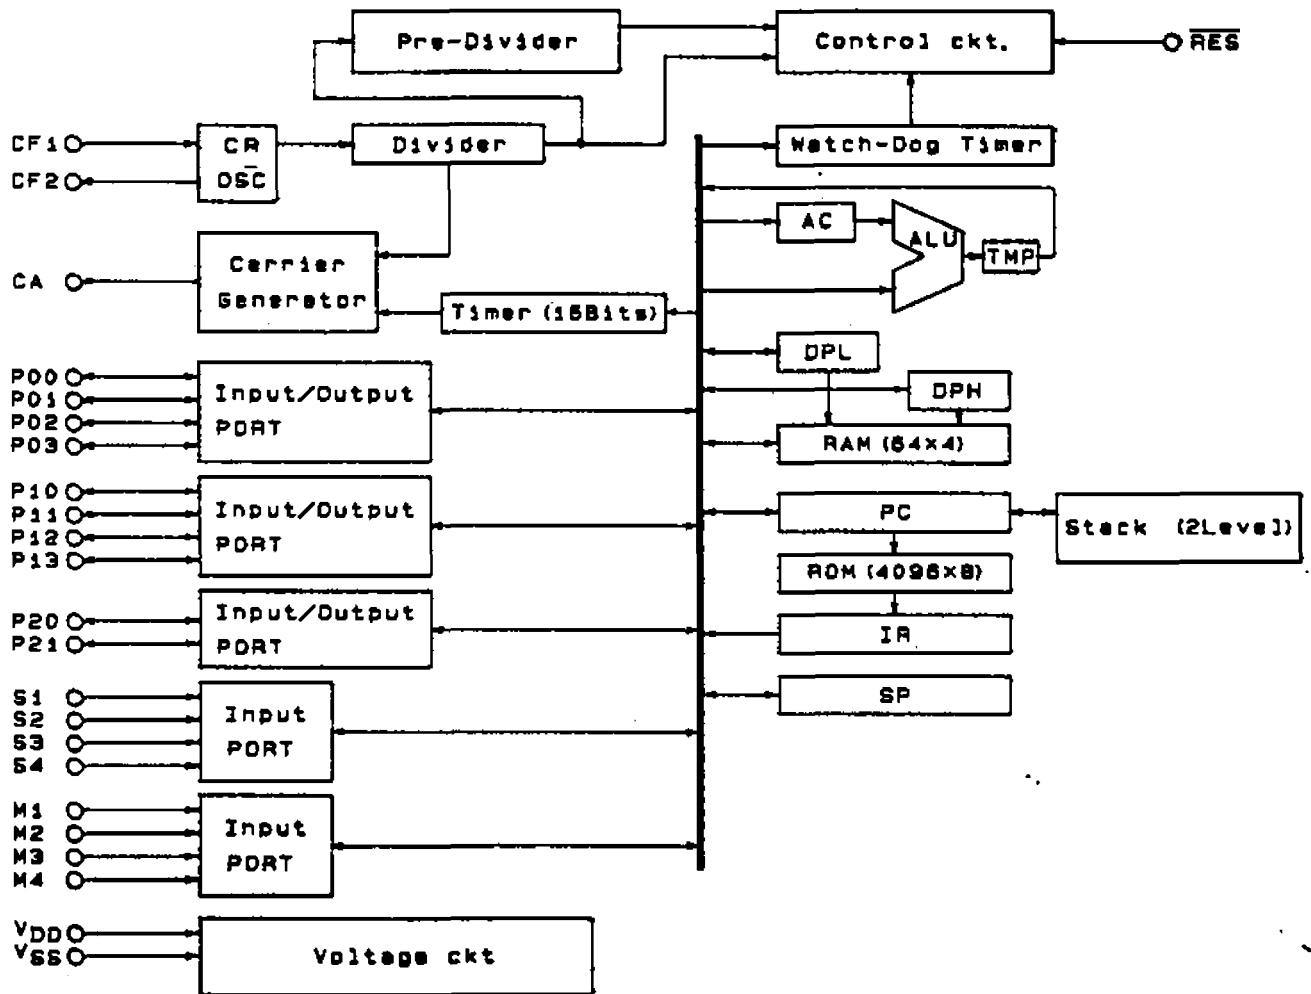 Pre-Divider
Control ckt.
RES
CF1
CF2
CR
OSC
Divider
Watch-Dog Timer
AC
ALU
TMP
CA
Carrier
Generator
Timer (15Bits)
DPL
DPH
RAM (64×4)
P00
P01
P02
P03
Input/Output
PORT
P10
P11
P12
P13
Input/Output
PORT
PC
Stack (2Level)
ROM (4096×8)
P20
P21
Input/Output
PORT
IR
SP
S1
S2
S3
S4
Input
PORT
M1
M2
M3
M4
Input
PORT
VDD
VSS
Voltage ckt